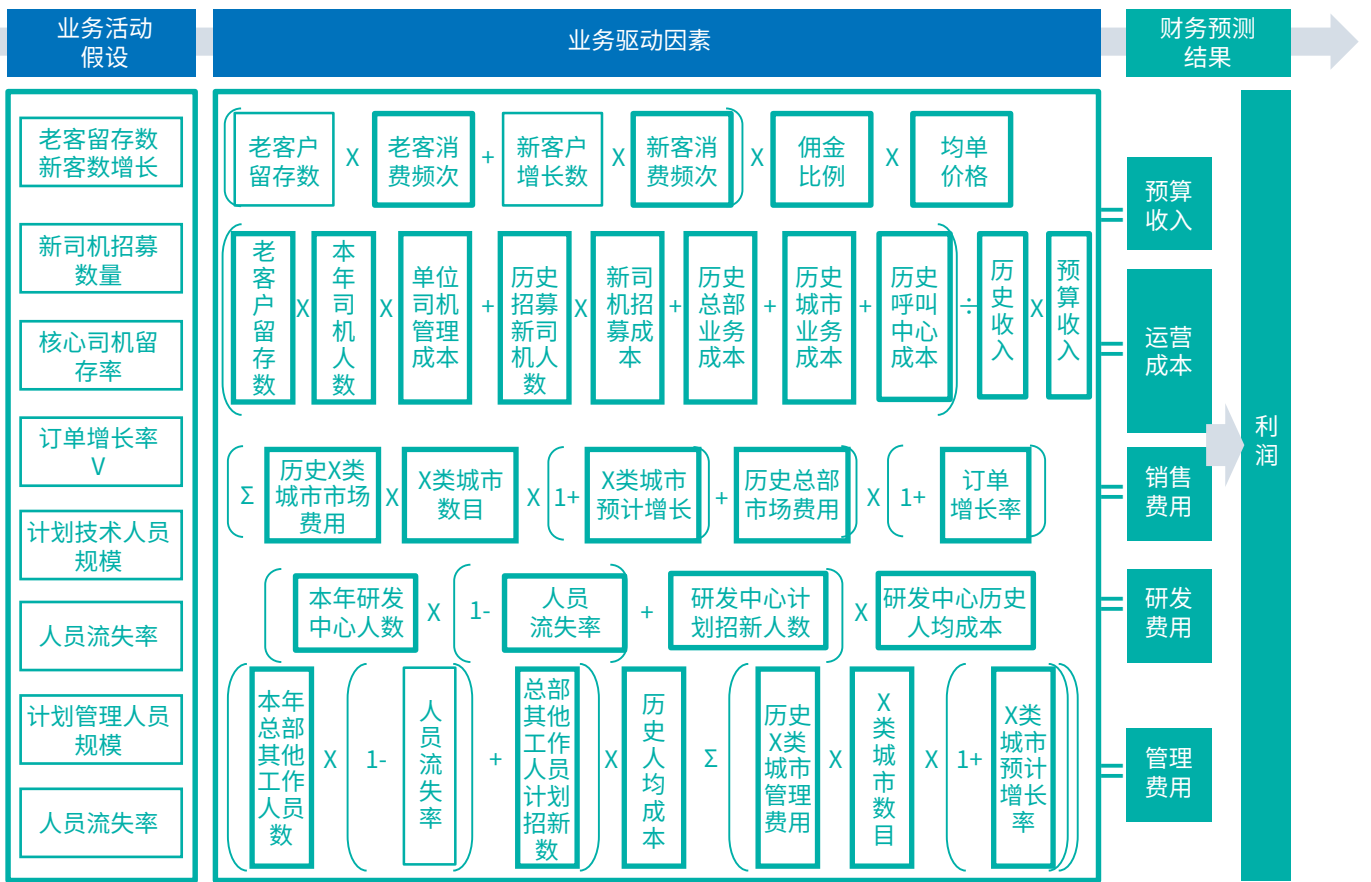 业务活动
假设
业务驱动因素
财务预测
结果
老客留存数
新客数增长
新司机招募
数量
核心司机留
存率
订单增长率
V
计划技术人员
规模
人员流失率
计划管理人员
规模
人员流失率
老客户
留存数
X
老客消
费频次
+
新客户
增长数
X
新客消
费频次
X
佣金
比例
X
均单
价格
=
预算
收入
老
客
户
留
存
数
X
本
年
司
机
人
数
X
单位
司机
管理
成本
+
历史
招募
新司
机人
数
X
新司
机招
募成
本
+
历史
总部
业务
成本
+
历史
城市
业务
成本
+
历史
呼叫
中心
成本
÷
历
史
收
入
X
预
算
收
入
=
运营
成本
Σ
历史X类
城市市场
费用
X
X类城市
数目
X
1+
X类城市
预计增长
+
历史总部
市场费用
X
1+
订单
增长率
=
销售
费用
本年研发
中心人数
X
1-
人员
流失率
+
研发中心计
划招新人数
X
研发中心历史
人均成本
=
研发
费用
本年
总部
其他
工作
人员
数
X
1-
人
员
流
失
率
+
总部
其他
工作
人员
计划
招新
数
X
历
史
人
均
成
本
Σ
历史
X类
城市
管理
费用
X
X
类
城
市
数
目
X
1+
X类
城市
预计
增长
率
=
管理
费用
利
润